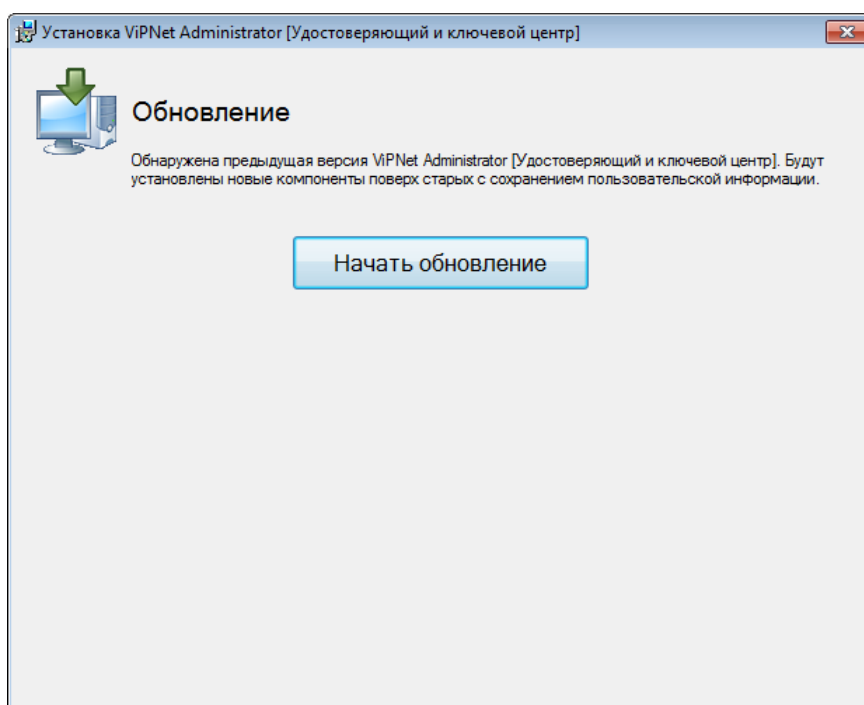 Установка ViPNet Administrator [Удостоверяющий и ключевой центр]
Обновление
Обнаружена предыдущая версия ViPNet Administrator [Удостоверяющий и ключевой центр]. Будут
установлены новые компоненты поверх старых с сохранением пользовательской информации.
Начать обновление